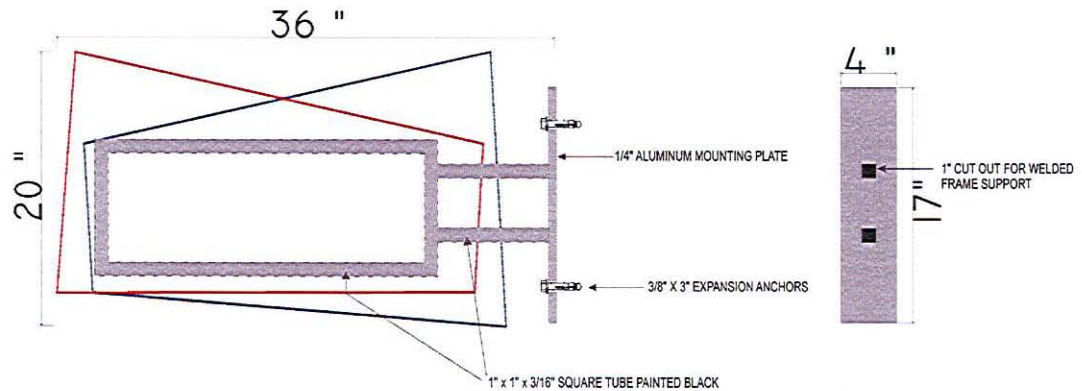 36 "
4 "
20 "
1/4" ALUMINUM MOUNTING PLATE
1" CUT OUT FOR WELDED
FRAME SUPPORT
17"
3/8" X 3" EXPANSION ANCHORS
1" x 1" x 3/16" SQUARE TUBE PAINTED BLACK